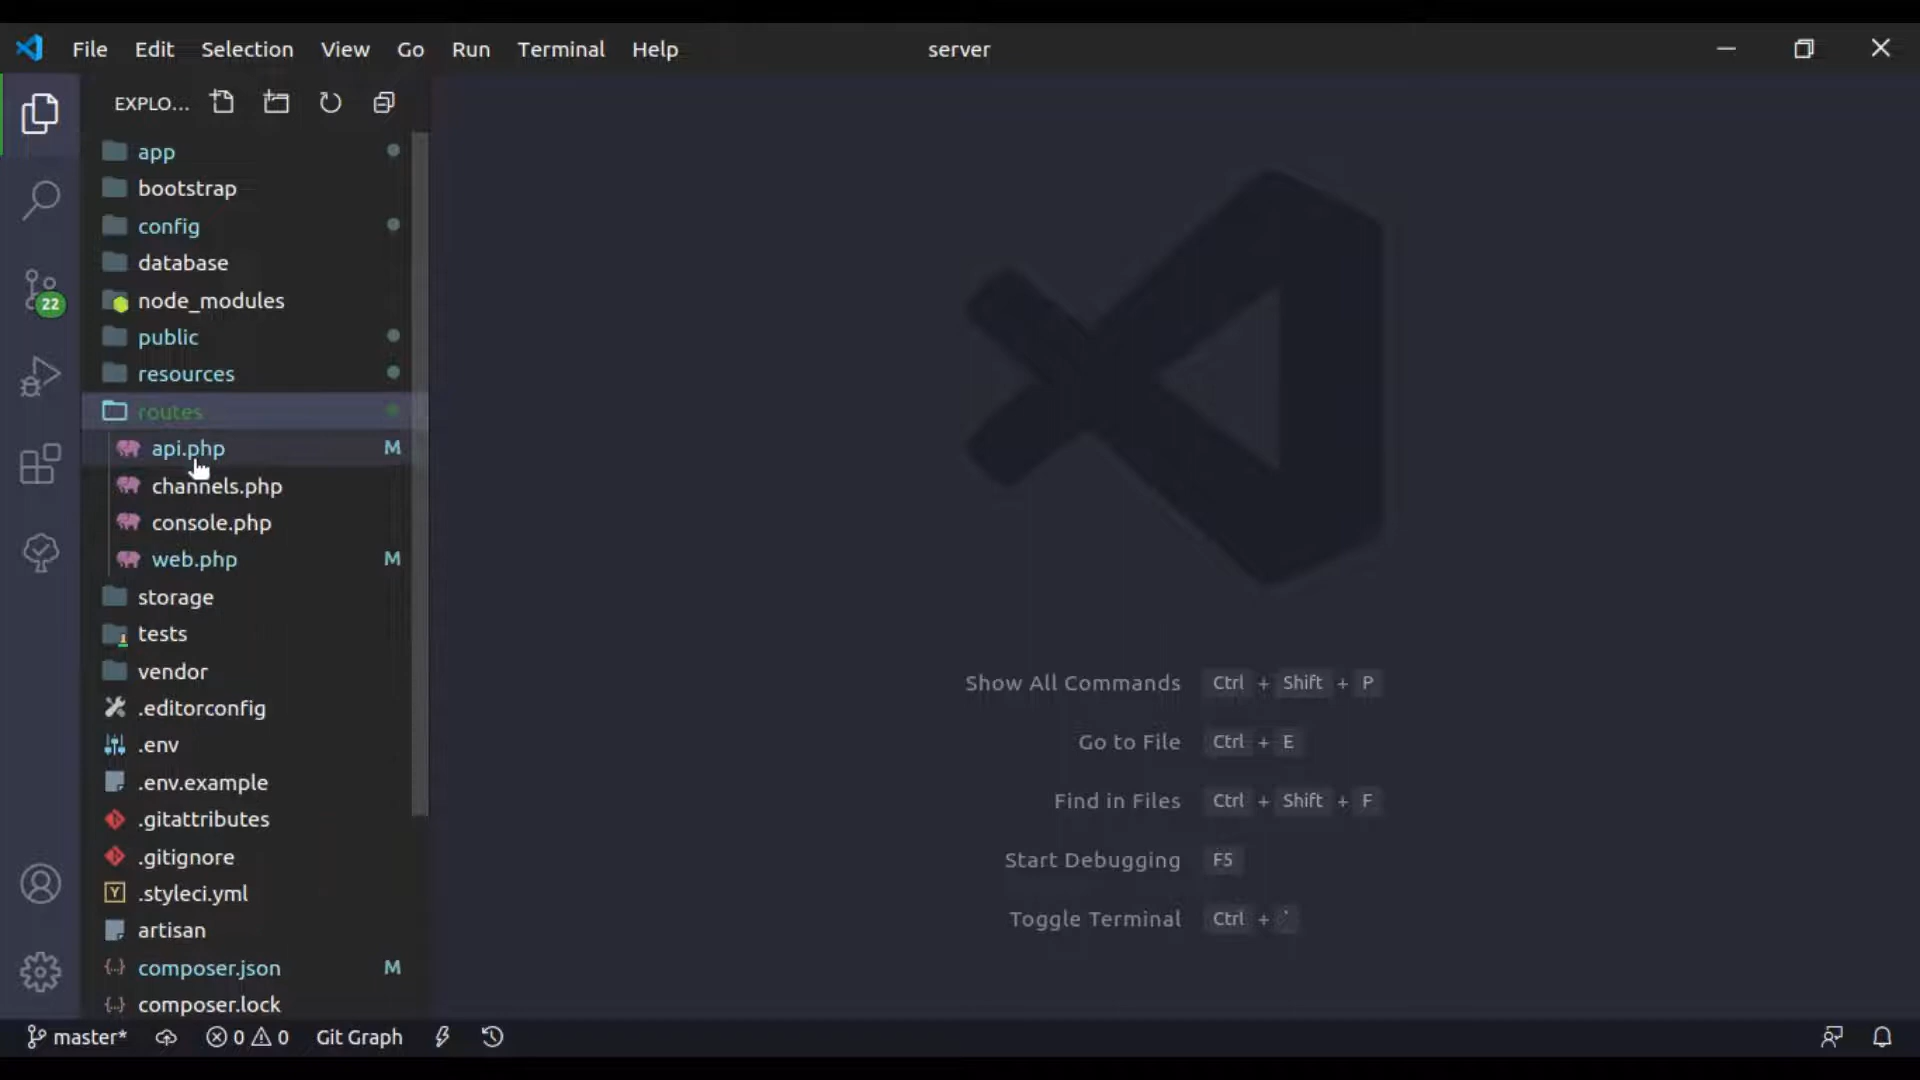 File Edit Selection View Go Run Terminal Help server
EXPLO...
app
bootstrap
config
database
node_modules
public
resources
routes
api.php M
channels.php
console.php
web.php M
storage
tests
vendor
.editorconfig
.env
.env.example
.gitattributes
.gitignore
.styleci.yml
artisan
composer.json M
composer.lock
22
Show All Commands Ctrl + Shift + P
Go to File Ctrl + E
Find in Files Ctrl + Shift + F
Start Debugging F5
Toggle Terminal Ctrl + `
master* 0 0 Git Graph